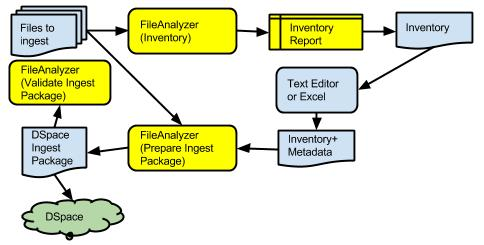 Files to
ingest
FileAnalyzer
(Inventory)
Inventory
Report
Inventory
FileAnalyzer
(Validate Ingest
Package)
Text Editor
or Excel
DSpace
Ingest
Package
FileAnalyzer
(Prepare Ingest
Package)
Inventory+
Metadata
DSpace